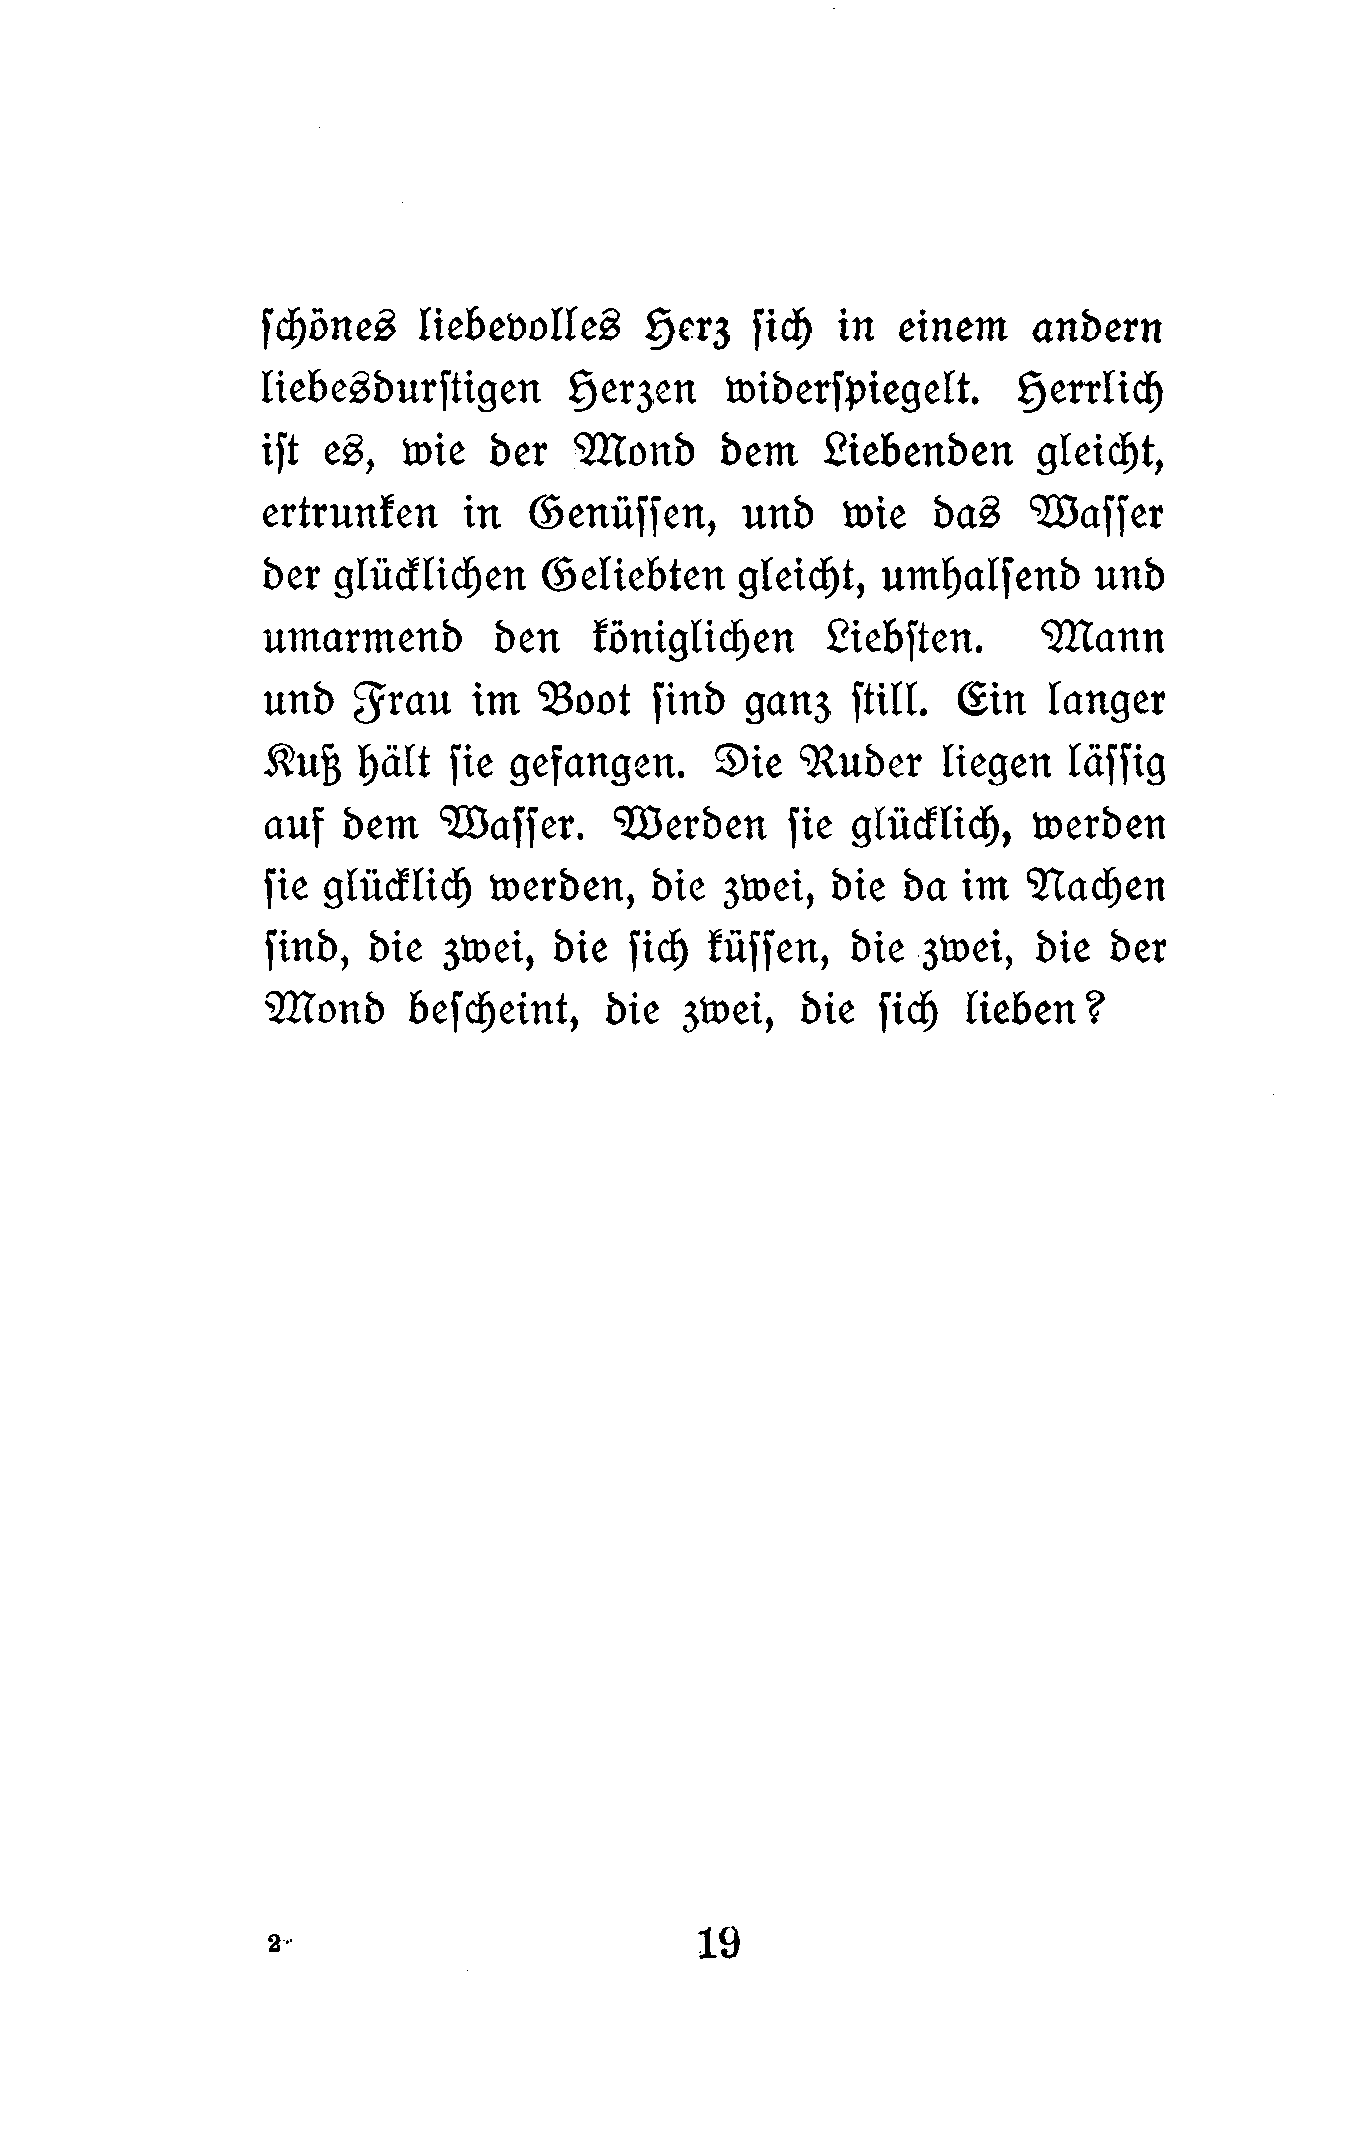 schönes liebevolles Herz sich in einem andern
liebesdurstigen Herzen widerspiegelt. Herrlich
ist es, wie der Mond dem Liebenden gleicht,
ertrunken in Genüssen, und wie das Wasser
der glücklichen Geliebten gleicht, umhalsend und
umarmend den königlichen Liebsten. Mann
und Frau im Boot sind ganz still. Ein langer
Kuß hält sie gefangen. Die Ruder liegen lässig
auf dem Wasser. Werden sie glücklich, werden
sie glücklich werden, die zwei, die da im Nachen
sind, die zwei, die sich küssen, die zwei, die der
Mond bescheint, die zwei, die sich lieben?
2* 19